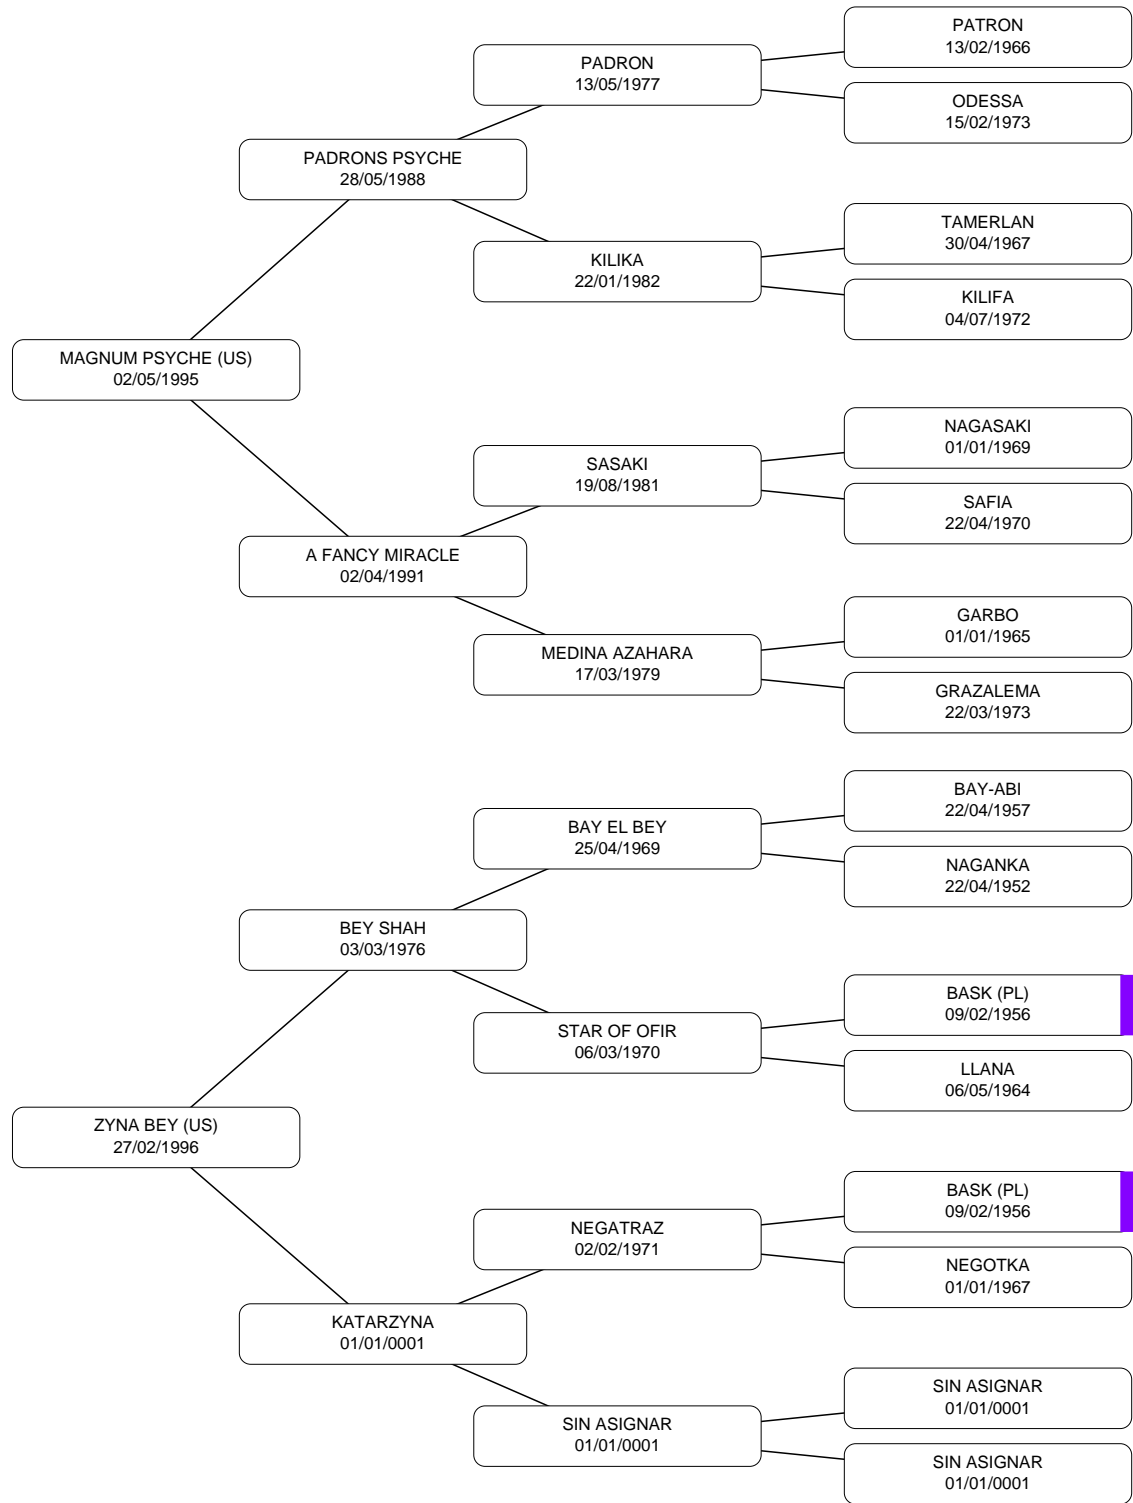 PATRON
13/02/1966
PADRON
13/05/1977
ODESSA
15/02/1973
PADRONS PSYCHE
28/05/1988
TAMERLAN
30/04/1967
KILIKA
22/01/1982
KILIFA
04/07/1972
MAGNUM PSYCHE (US)
02/05/1995
NAGASAKI
01/01/1969
SASAKI
19/08/1981
SAFIA
22/04/1970
A FANCY MIRACLE
02/04/1991
GARBO
01/01/1965
MEDINA AZAHARA
17/03/1979
GRAZALEMA
22/03/1973
BAY-ABI
22/04/1957
BAY EL BEY
25/04/1969
NAGANKA
22/04/1952
BEY SHAH
03/03/1976
BASK (PL)
09/02/1956
STAR OF OFIR
06/03/1970
LLANA
06/05/1964
ZYNA BEY (US)
27/02/1996
BASK (PL)
09/02/1956
NEGATRAZ
02/02/1971
NEGOTKA
01/01/1967
KATARZYNA
01/01/0001
SIN ASIGNAR
01/01/0001
SIN ASIGNAR
01/01/0001
SIN ASIGNAR
01/01/0001